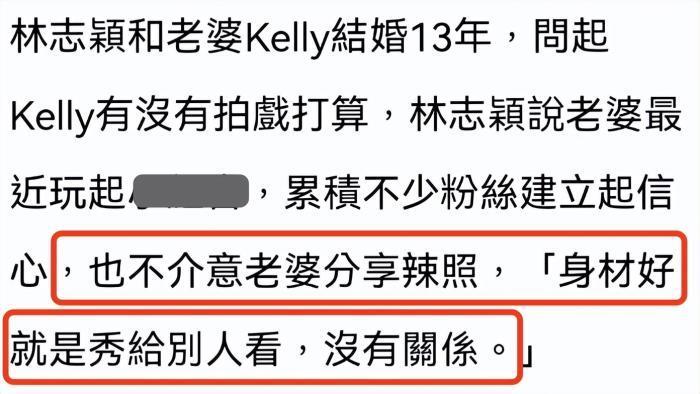 林志穎和老婆Kelly結婚13年，問起
Kelly有沒有拍戲打算，林志穎說老婆最
近玩起，累積不少粉絲建立起信
心，也不介意老婆分享辣照，「身材好
就是秀給別人看，沒有關係。」